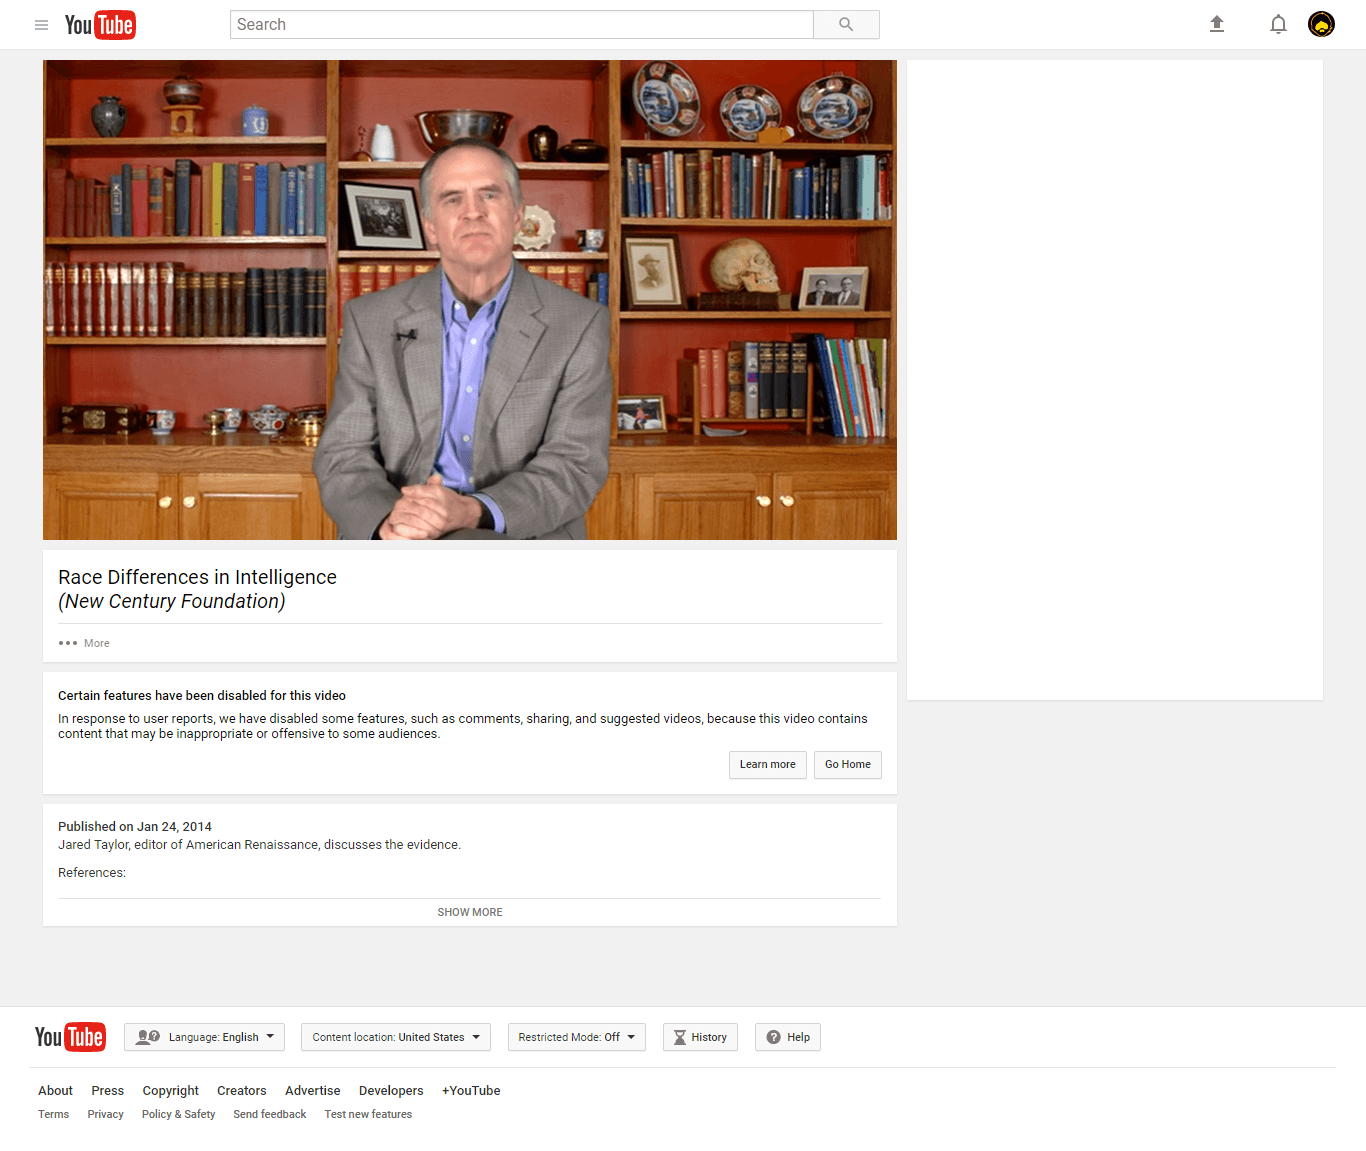 YouTube
Search
Race Differences in Intelligence
(New Century Foundation)
More
Certain features have been disabled for this video
In response to user reports, we have disabled some features, such as comments, sharing, and suggested videos, because this video contains
content that may be inappropriate or offensive to some audiences.
Learn more Go Home
Published on Jan 24, 2014
Jared Taylor, editor of American Renaissance, discusses the evidence.
References:
SHOW MORE
YouTube Language: English Content location: United States Restricted Mode: Off History Help
About Press Copyright Creators Advertise Developers +YouTube
Terms Privacy Policy & Safety Send feedback Test new features